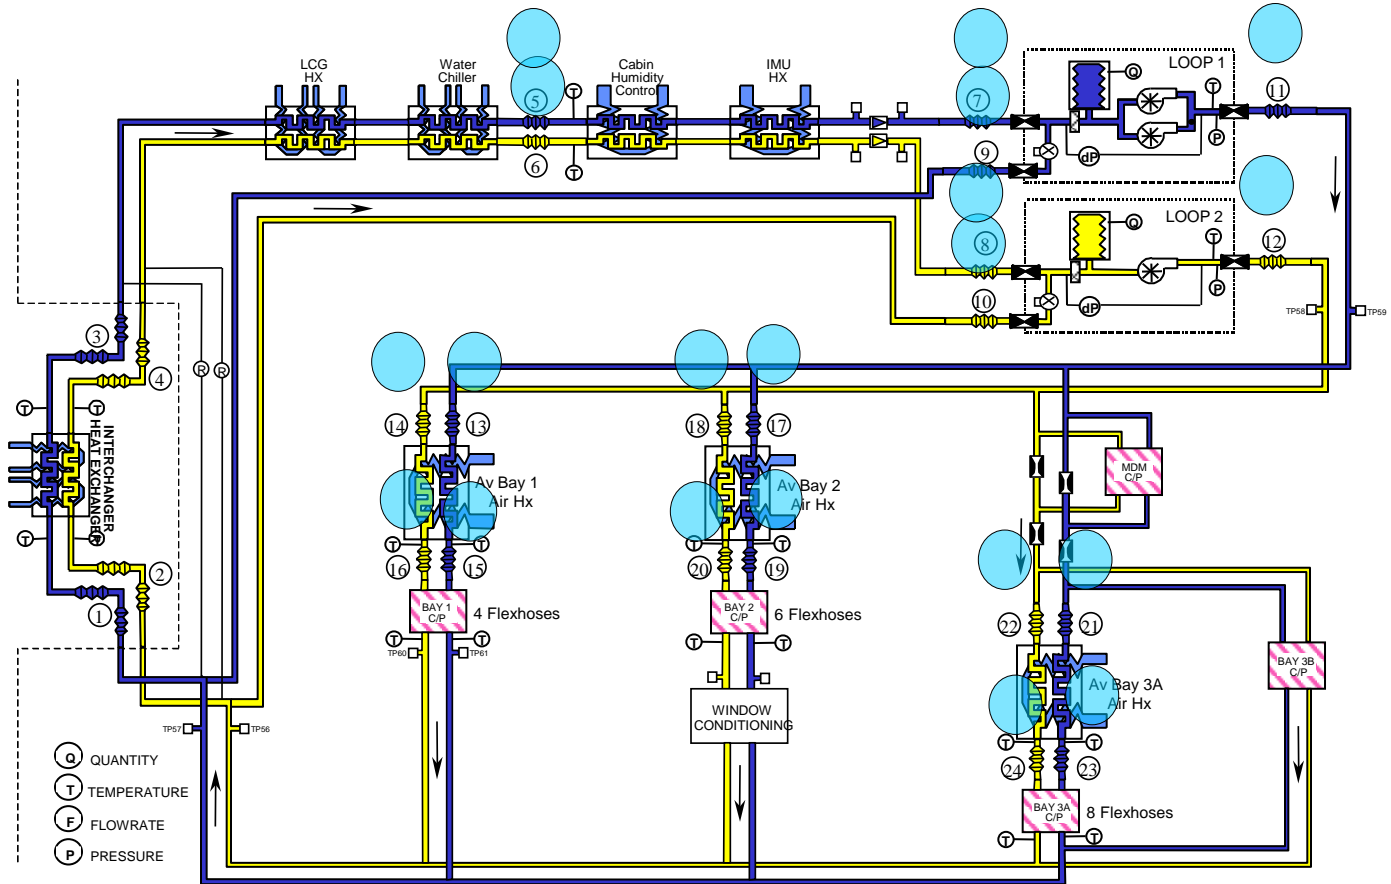 LCG
HX
Water
Chiller
Cabin
Humidity
Control
IMU
HX
LOOP 1
Q
T
P
dP
T
T
5
6
7
9
11
LOOP 2
Q
T
P
dP
8
10
12
TP58
TP59
3
4
R
R
T
T
T
T
INTERCHANGER
HEAT EXCHANGER
2
1
14
13
18
17
Av Bay 1
Air Hx
Av Bay 2
Air Hx
MDM
C/P
T
T
T
T
16
15
20
19
BAY 1
C/P
4 Flexhoses
BAY 2
C/P
6 Flexhoses
T
T
T
T
TP60
TP61
22
21
BAY 3B
C/P
Av Bay 3A
Air Hx
WINDOW
CONDITIONING
TP57
TP56
T
T
24
23
BAY 3A
C/P
8 Flexhoses
T
T
Q QUANTITY
T TEMPERATURE
F FLOWRATE
P PRESSURE